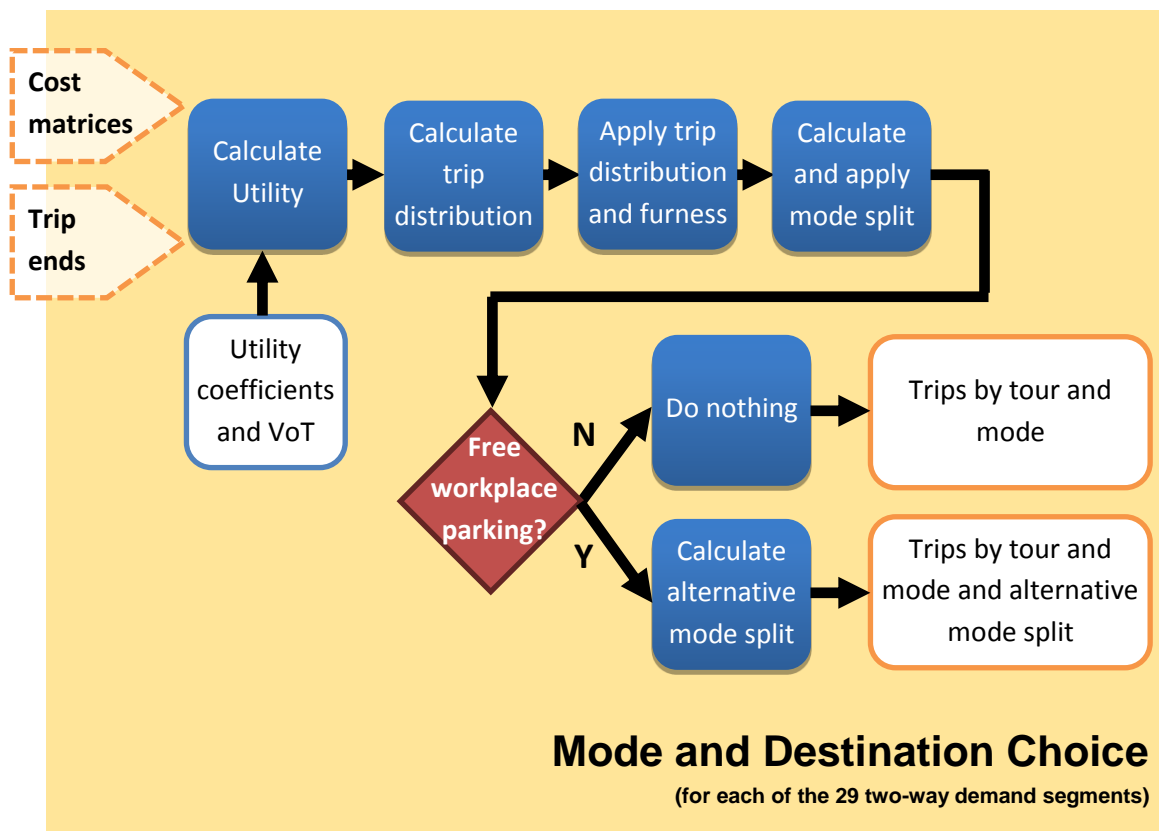 Cost
matrices
Trip
ends
Calculate
Utility
Calculate
trip
distribution
Apply trip
distribution
and furness
Calculate
and apply
mode split
Utility
coefficients
and VoT
Free
workplace
parking?
N
Y
Do nothing
Trips by tour and
mode
Calculate
alternative
mode split
Trips by tour and
mode and alternative
mode split
Mode and Destination Choice
(for each of the 29 two-way demand segments)